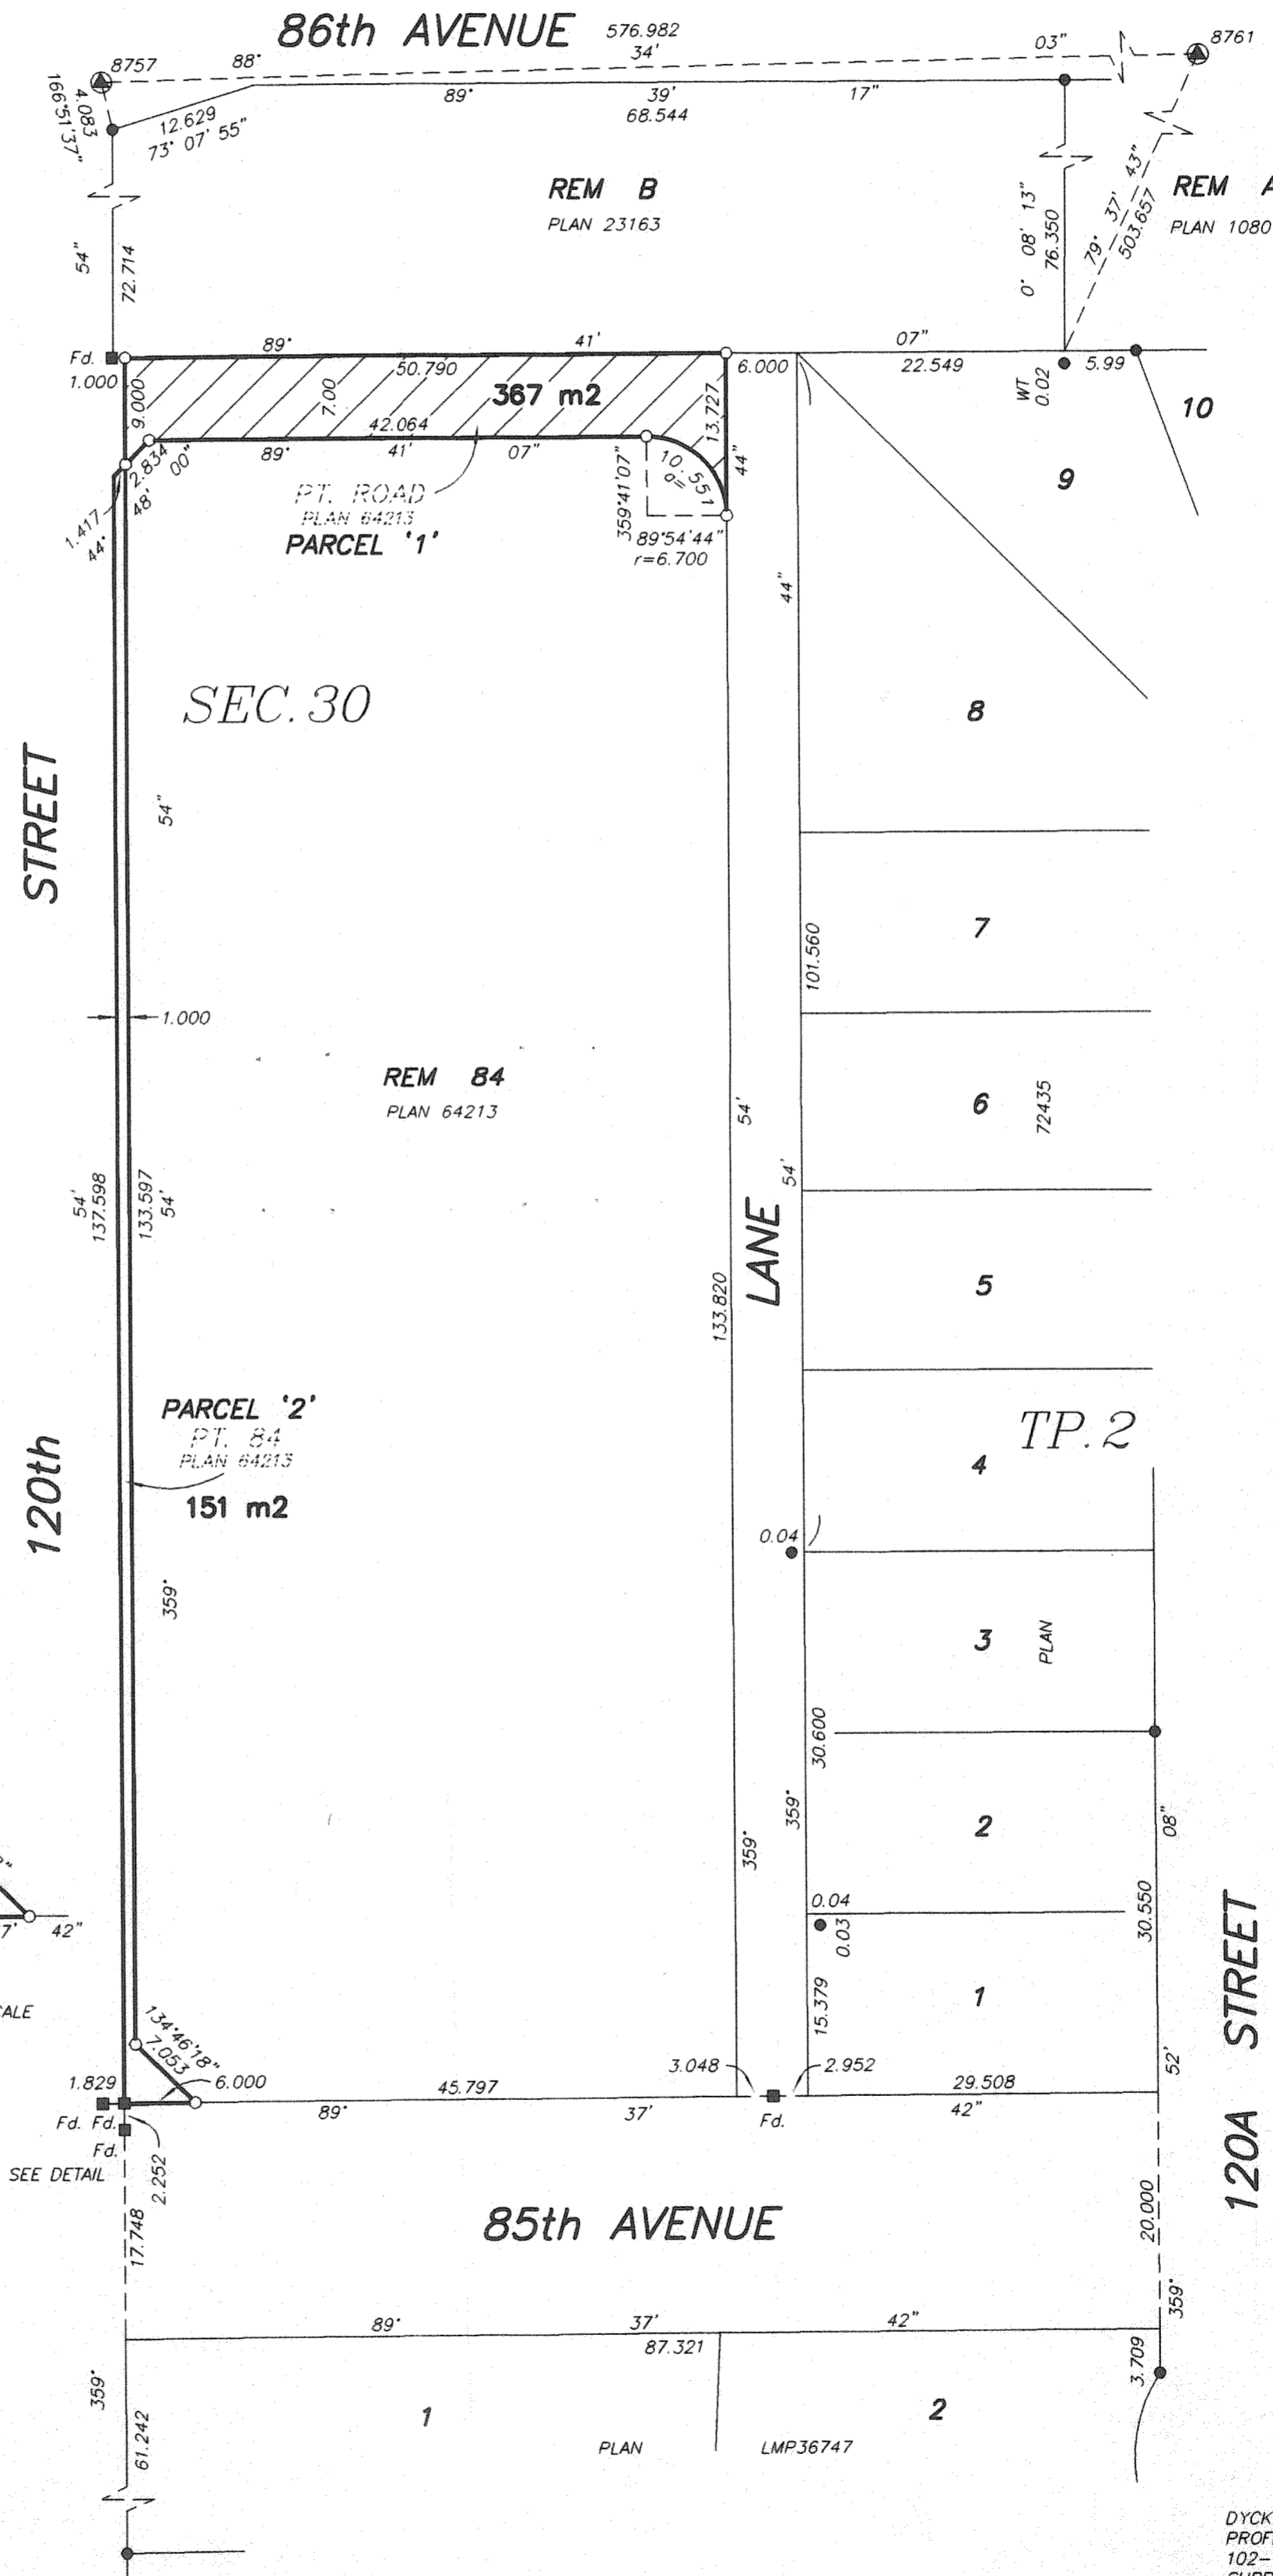 86th AVENUE
576.982
88° 34' 03"
8757
8761
4.083
166°51'37"
12.629
73° 07' 55"
89° 39' 17"
68.544
REM B
PLAN 23163
0° 08' 13"
76.350
79° 37' 43"
503.657
REM
PLAN 1080
54"
72.714
Fd.
1.000
89° 41' 07"
50.790
6.000
22.549
5.99
WT
0.02
9.000
7.00
367 m2
13.727
42.064
89° 41' 07"
2.834
1.417
44° 48' 00"
PT. ROAD
PLAN 64213
PARCEL '1'
359°41'07"
10.551
a=
89°54'44"
r=6.700
44"
44"
10
9
8
SEC. 30
STREET
54"
7
101.560
1.000
REM 84
PLAN 64213
54'
6
72435
54'
137.598
133.597
54'
54'
LANE
5
133.820
PARCEL '2'
PT. 84
PLAN 64213
151 m2
TP. 2
4
120th
0.04
359°
3
PLAN
30.600
359°
359°
2
08"
0.04
0.03
30.550
7' 42"
1
15.379
120A STREET
52'
134°46'18"
7.053
1.829
6.000
45.797
3.048
2.952
29.508
89° 37' 42"
Fd. Fd.
Fd.
Fd.
SEE DETAIL
2.252
17.748
85th AVENUE
20.000
359°
89° 37' 42"
87.321
3.709
359°
61.242
1
2
PLAN LMP36747
DYCK
102-